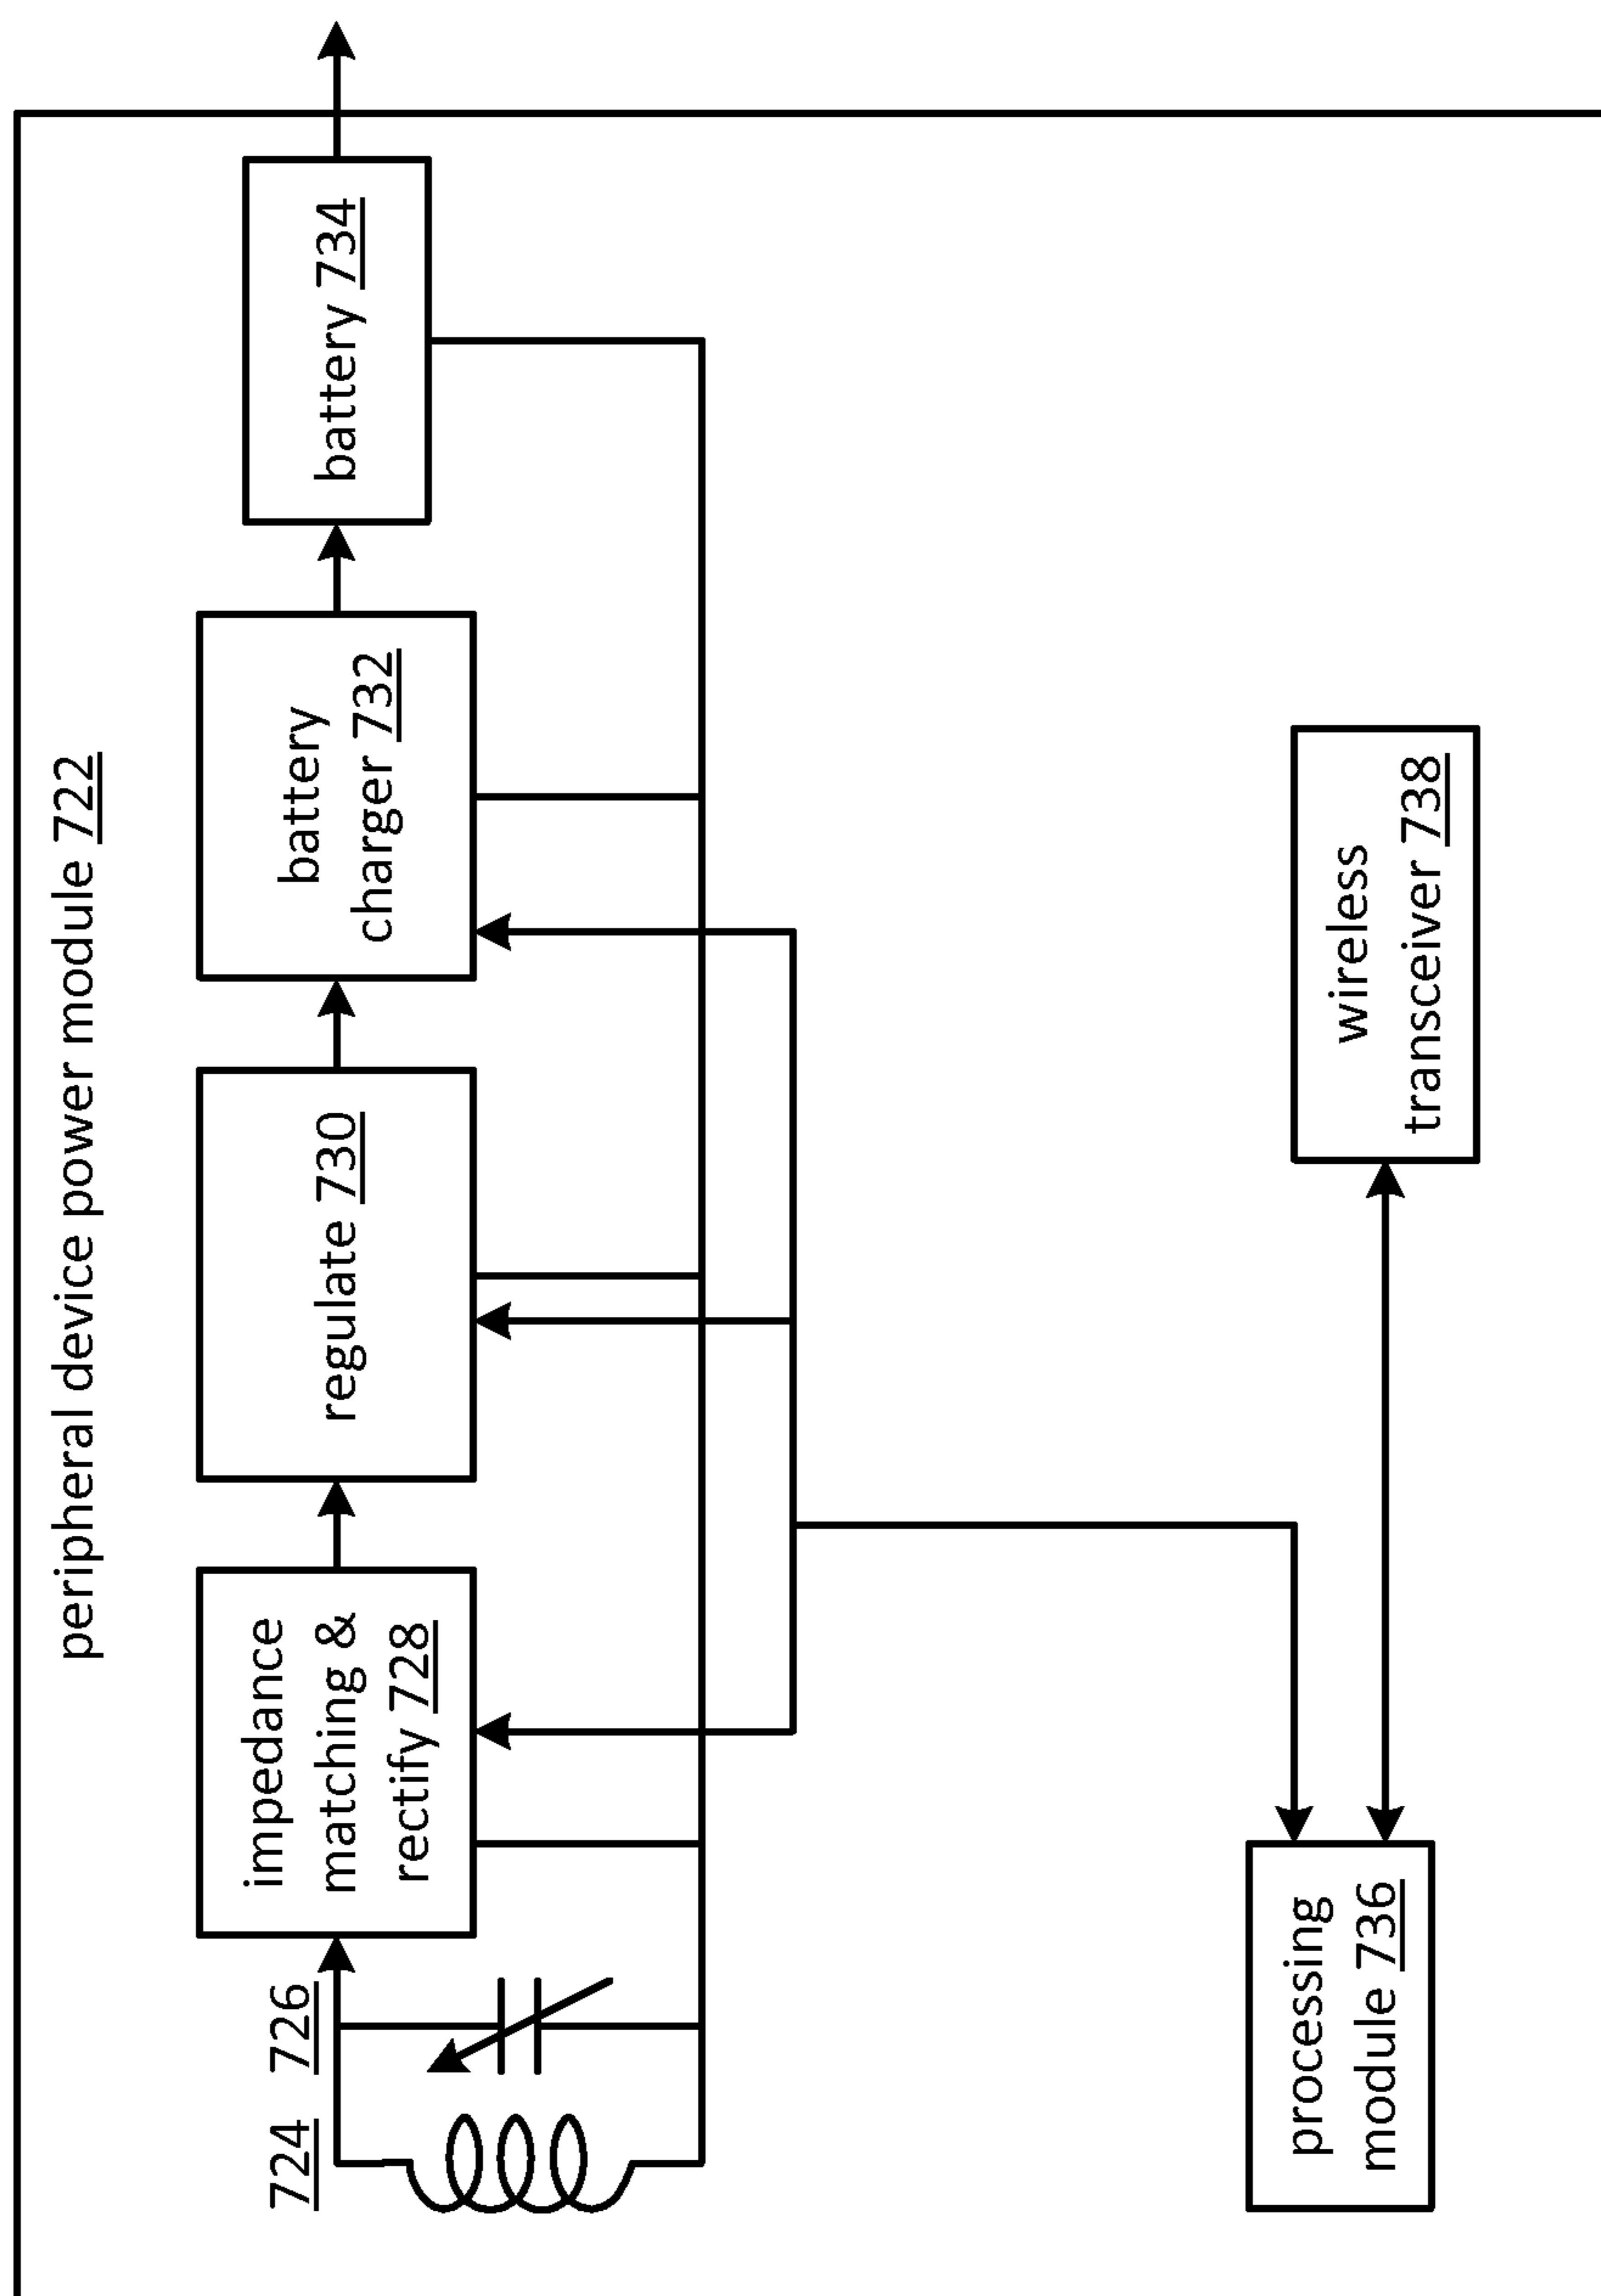 peripheral device power module 722
724
726
impedance
matching &
rectify 728
regulate 730
battery
charger 732
battery 734
processing
module 736
wireless
transceiver 738